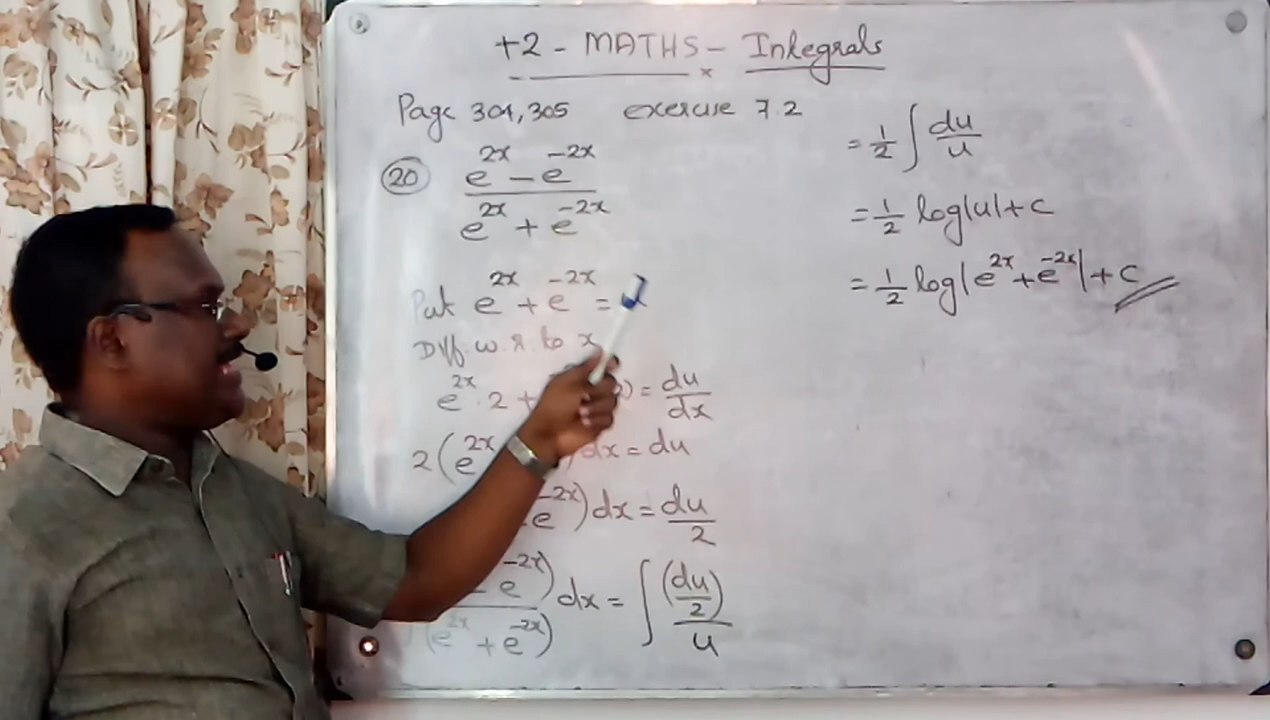 +2 - MATHS - Integrals
Page 304, 305 exercise 7.2
(20) e^2x - e^-2x
e^2x + e^-2x
Put e^2x + e^-2x =
Diff. w. r. to x
e^2x . 2 + = du/dx
2(e^2x ) dx = du
e^-2x) dx = du/2
- e^-2x) dx = ∫ (du/2)
(e^2x + e^-2x) u
= 1/2 ∫ du/u
= 1/2 log|u| + c
= 1/2 log|e^2x + e^-2x| + c